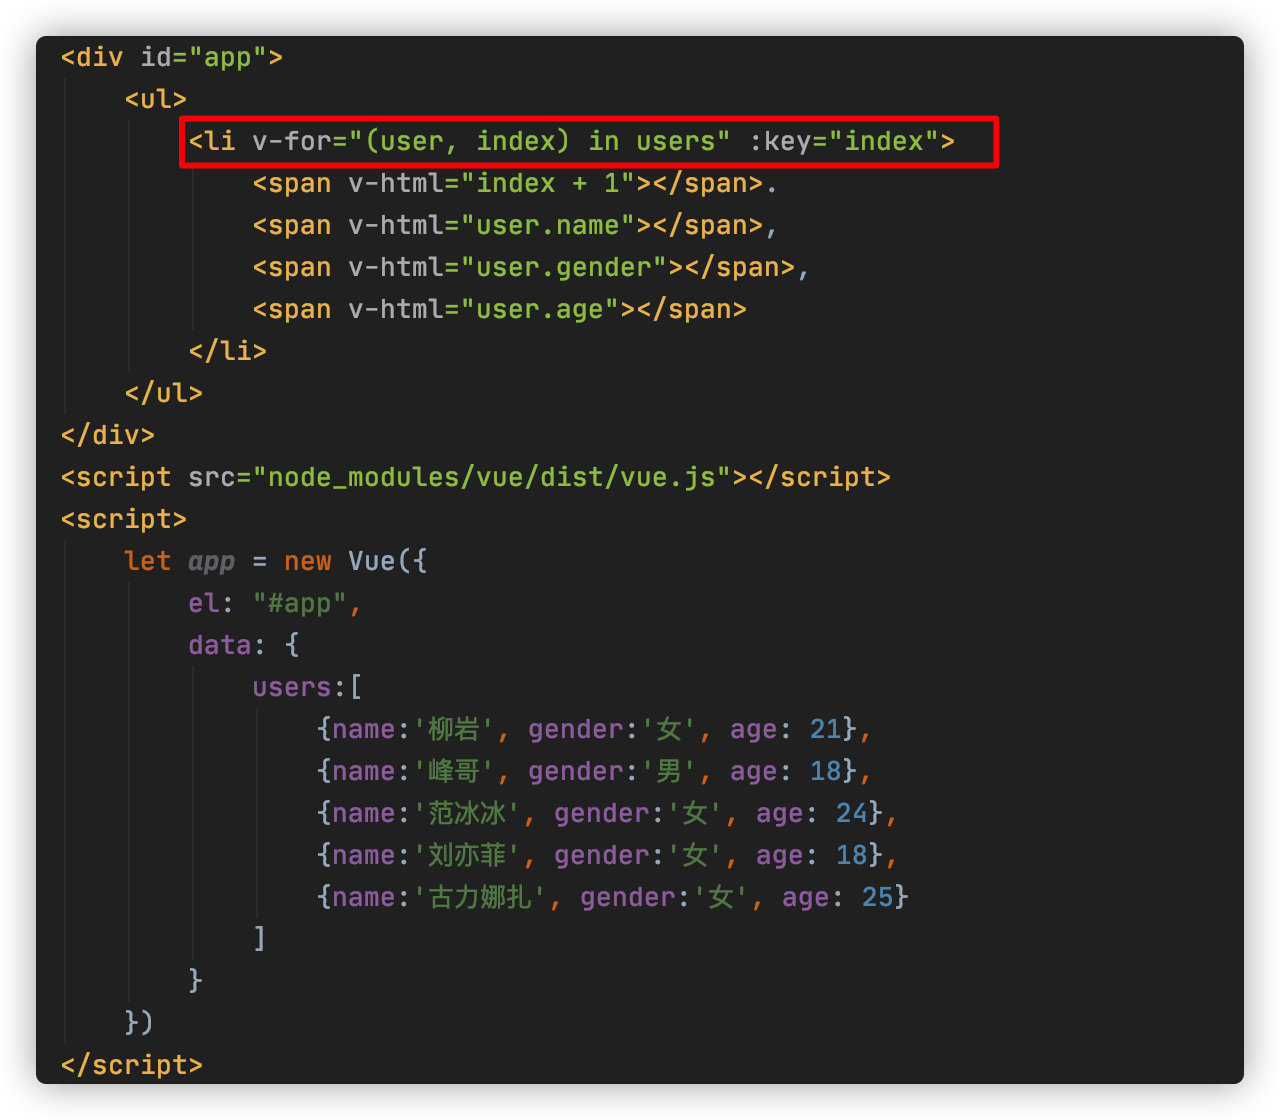 <div id="app">
    <ul>
        <li v-for="(user, index) in users" :key="index">
            <span v-html="index + 1"></span>.
            <span v-html="user.name"></span>,
            <span v-html="user.gender"></span>,
            <span v-html="user.age"></span>
        </li>
    </ul>
</div>
<script src="node_modules/vue/dist/vue.js"></script>
<script>
    let app = new Vue({
        el: "#app",
        data: {
            users:[
                {name:'柳岩', gender:'女', age: 21},
                {name:'峰哥', gender:'男', age: 18},
                {name:'范冰冰', gender:'女', age: 24},
                {name:'刘亦菲', gender:'女', age: 18},
                {name:'古力娜扎', gender:'女', age: 25}
            ]
        }
    })
</script>